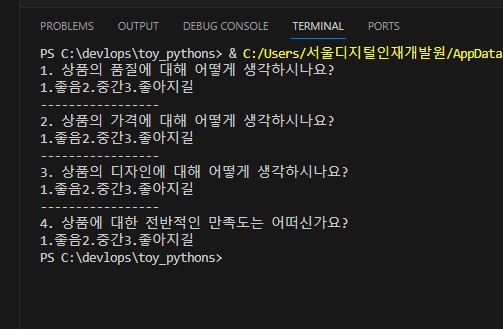 PROBLEMS OUTPUT DEBUG CONSOLE TERMINAL PORTS
PS C:\devlops\toy_pythons> & C:/Users/서울디지털인재개발원/AppData
1. 상품의 품질에 대해 어떻게 생각하시나요?
1.좋음2.중간3.좋아지길
-----------------
2. 상품의 가격에 대해 어떻게 생각하시나요?
1.좋음2.중간3.좋아지길
-----------------
3. 상품의 디자인에 대해 어떻게 생각하시나요?
1.좋음2.중간3.좋아지길
-----------------
4. 상품에 대한 전반적인 만족도는 어떠신가요?
1.좋음2.중간3.좋아지길
PS C:\devlops\toy_pythons>